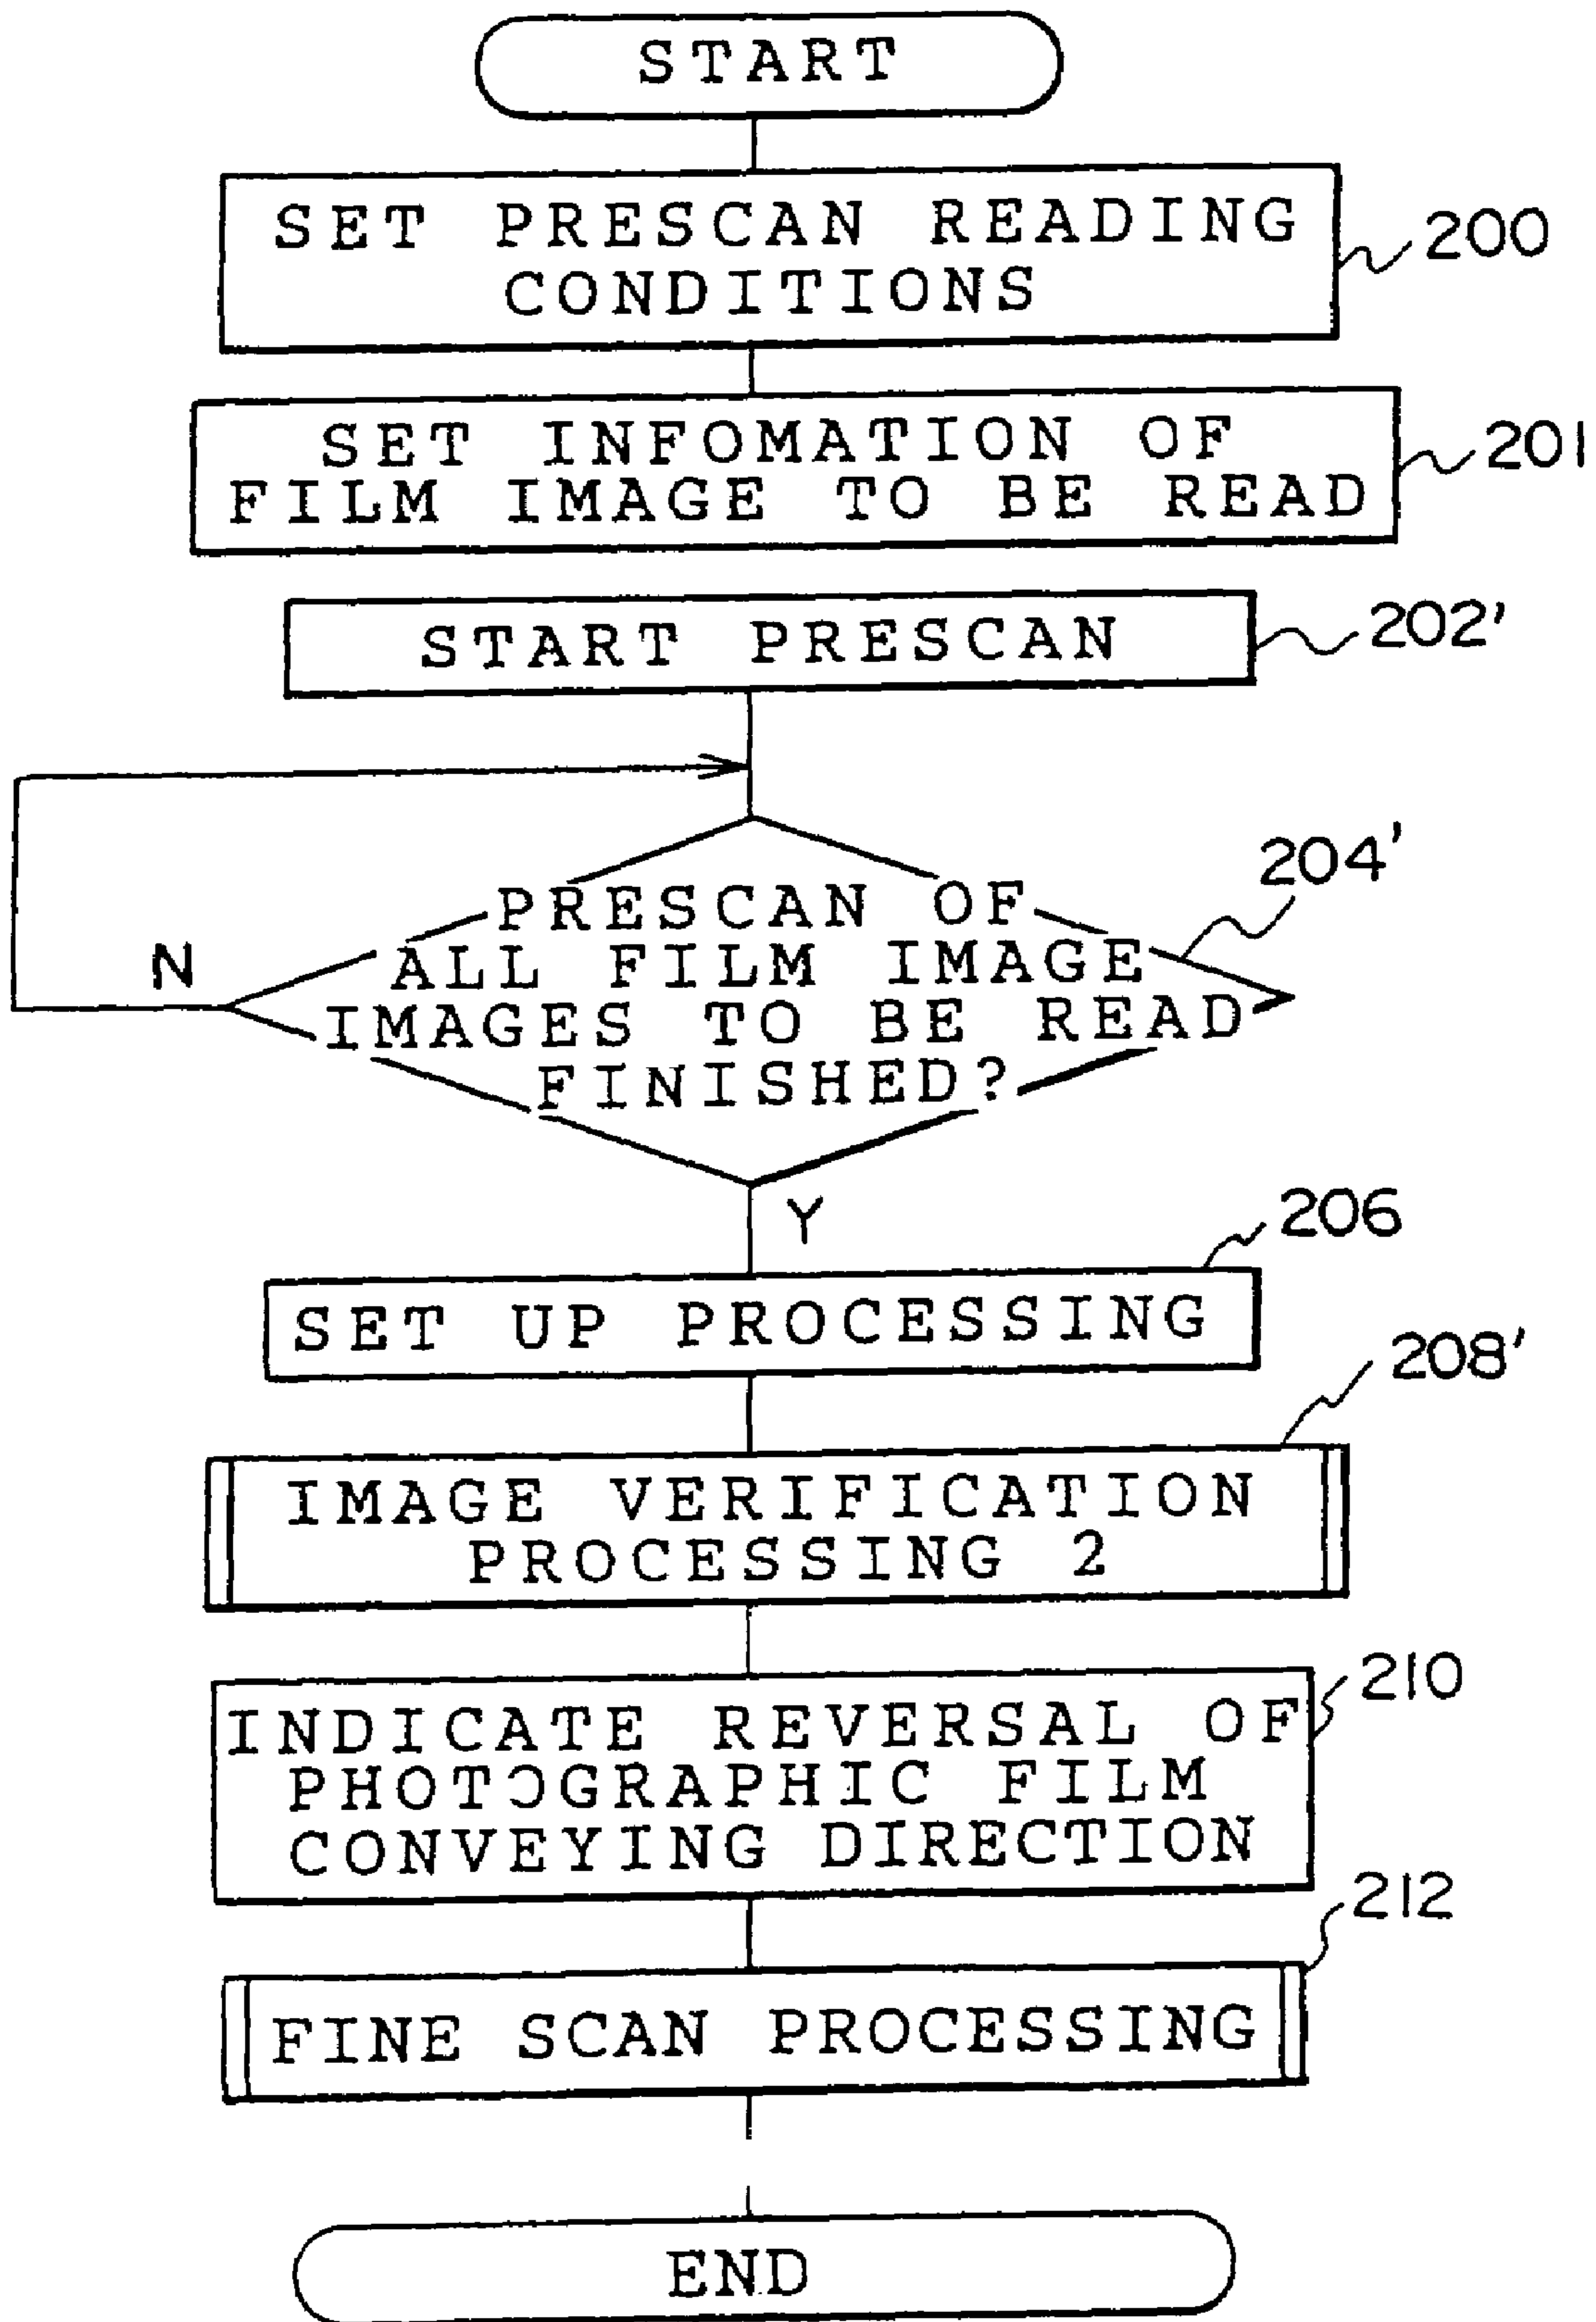 START
SET PRESCAN READING
CONDITIONS
200
SET INFOMATION OF
FILM IMAGE TO BE READ
201
START PRESCAN
202'
PRESCAN OF
ALL FILM IMAGE
IMAGES TO BE READ
FINISHED?
204'
N
Y
206
SET UP PROCESSING
208'
IMAGE VERIFICATION
PROCESSING 2
210
INDICATE REVERSAL OF
PHOTOGRAPHIC FILM
CONVEYING DIRECTION
212
FINE SCAN PROCESSING
END